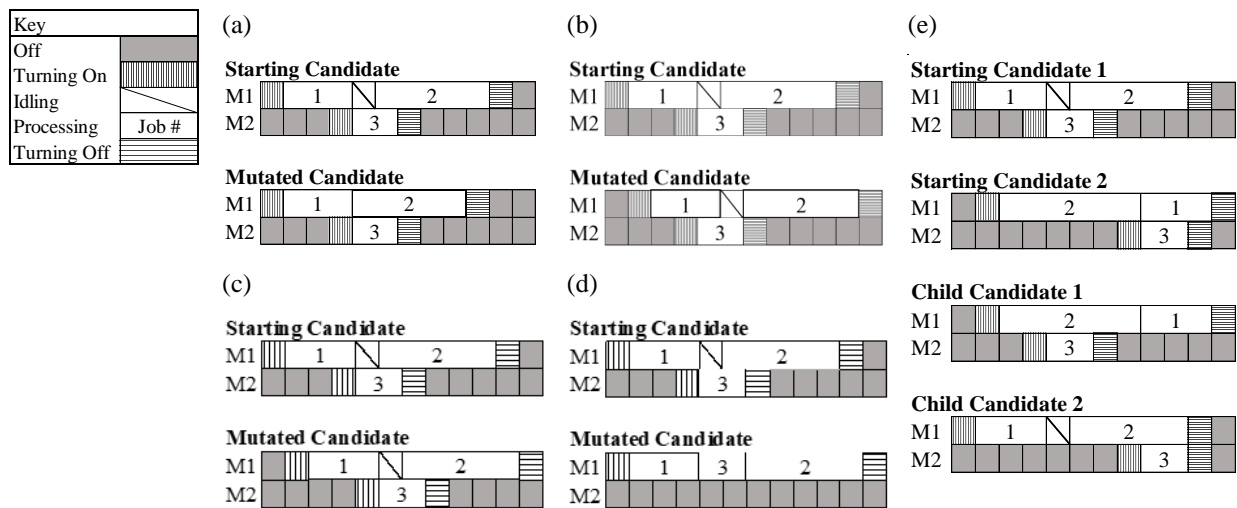 Key
Off
Turning On
Idling
Processing Job #
Turning Off
(a)
Starting Candidate
M1 1 2
M2 3
Mutated Candidate
M1 1 2
M2 3
(b)
Starting Candidate
M1 1 2
M2 3
Mutated Candidate
M1 1 2
M2 3
(c)
Starting Candidate
M1 1 2
M2 3
Mutated Candidate
M1 1 2
M2 3
(d)
Starting Candidate
M1 1 2
M2 3
Mutated Candidate
M1 1 3 2
M2
(e)
Starting Candidate 1
M1 1 2
M2 3
Starting Candidate 2
M1 2 1
M2 3
Child Candidate 1
M1 2 1
M2 3
Child Candidate 2
M1 1 2
M2 3